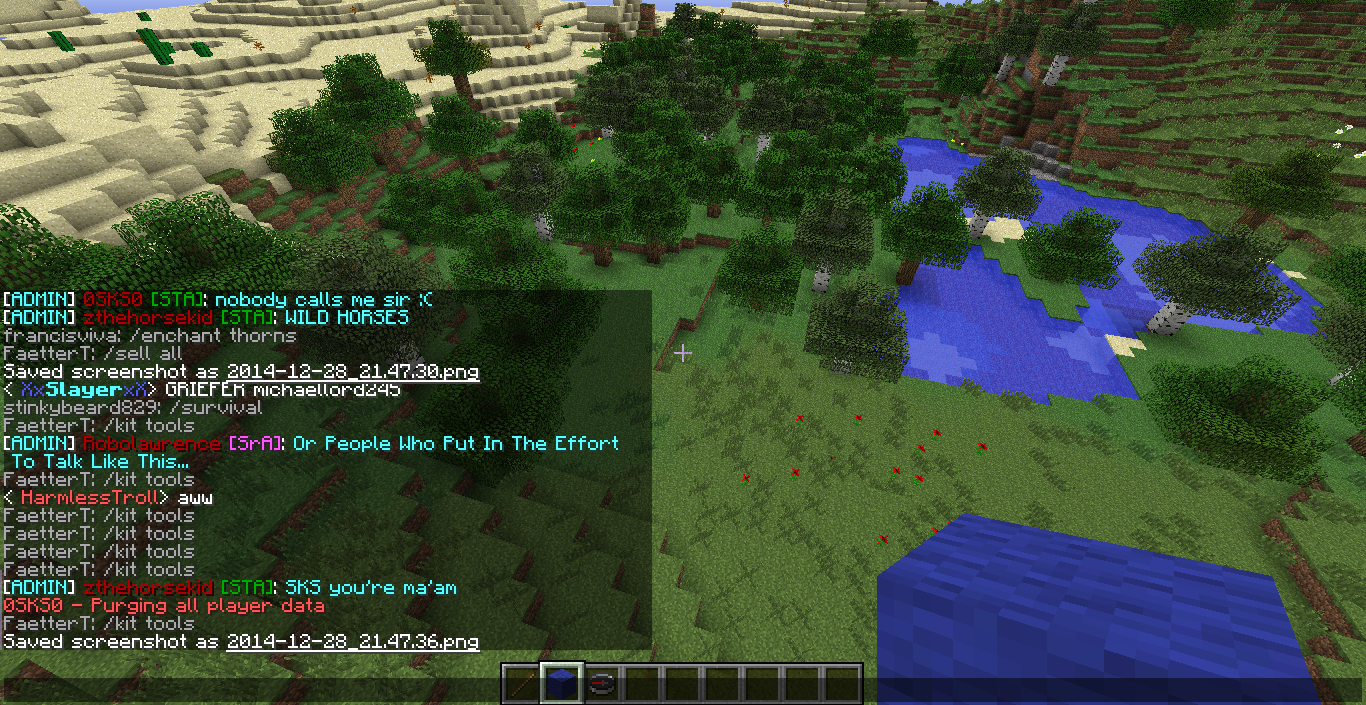 [ADMIN] 0SKS0 [STA]: nobody calls me sir :(
[ADMIN] zthehorsekid [STA]: WILD HORSES
francisviva: /enchant thorns
FaetterT: /sell all
Saved screenshot as 2014-12-28_21.47.30.png
< XxSlayerxX> GRIEFER michaellord245
stinkybeard829: /survival
FaetterT: /kit tools
[ADMIN] Robolawrence [SrA]: Or People Who Put In The Effort
To Talk Like This...
FaetterT: /kit tools
< HarmlessTroll> aww
FaetterT: /kit tools
FaetterT: /kit tools
FaetterT: /kit tools
FaetterT: /kit tools
[ADMIN] zthehorsekid [STA]: SKS you're ma'am
0SKS0 - Purging all player data
FaetterT: /kit tools
Saved screenshot as 2014-12-28_21.47.36.png